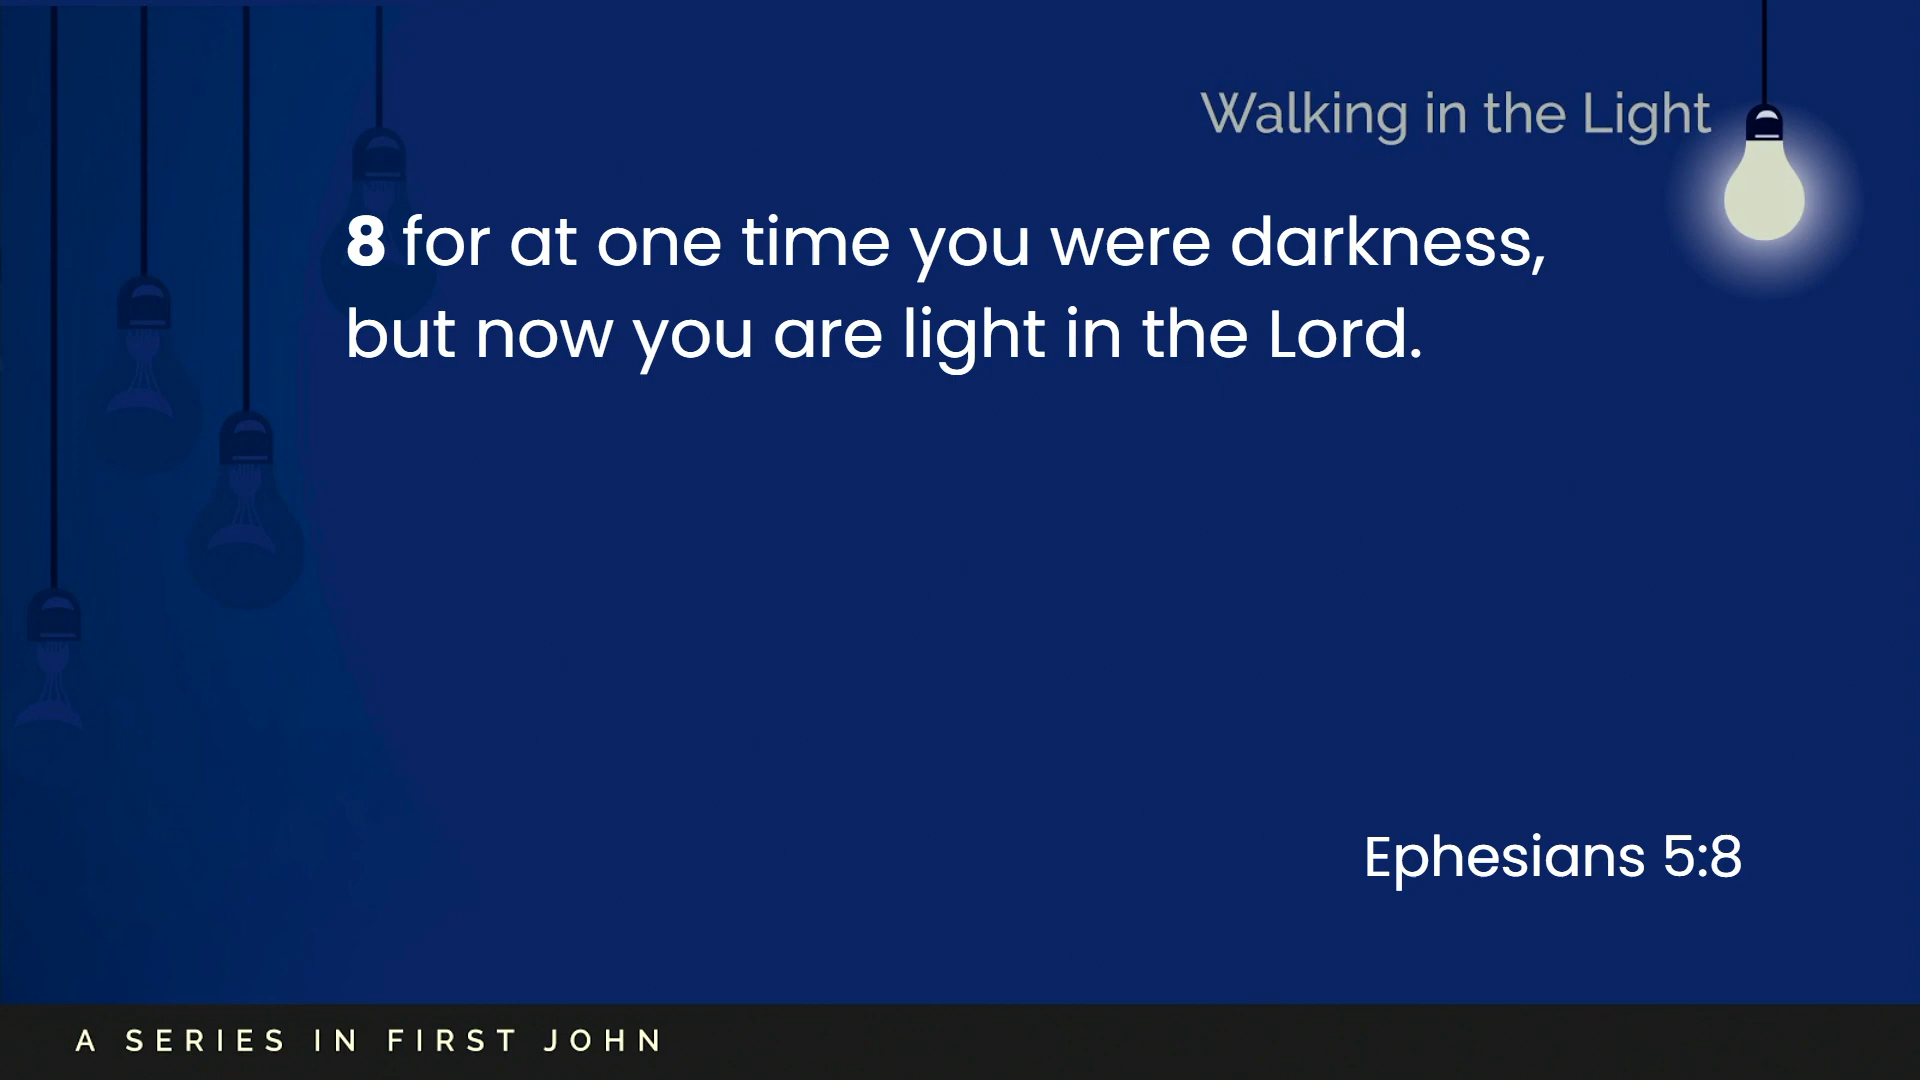 Walking in the Light
8 for at one time you were darkness,
but now you are light in the Lord.
Ephesians 5:8
A SERIES IN FIRST JOHN